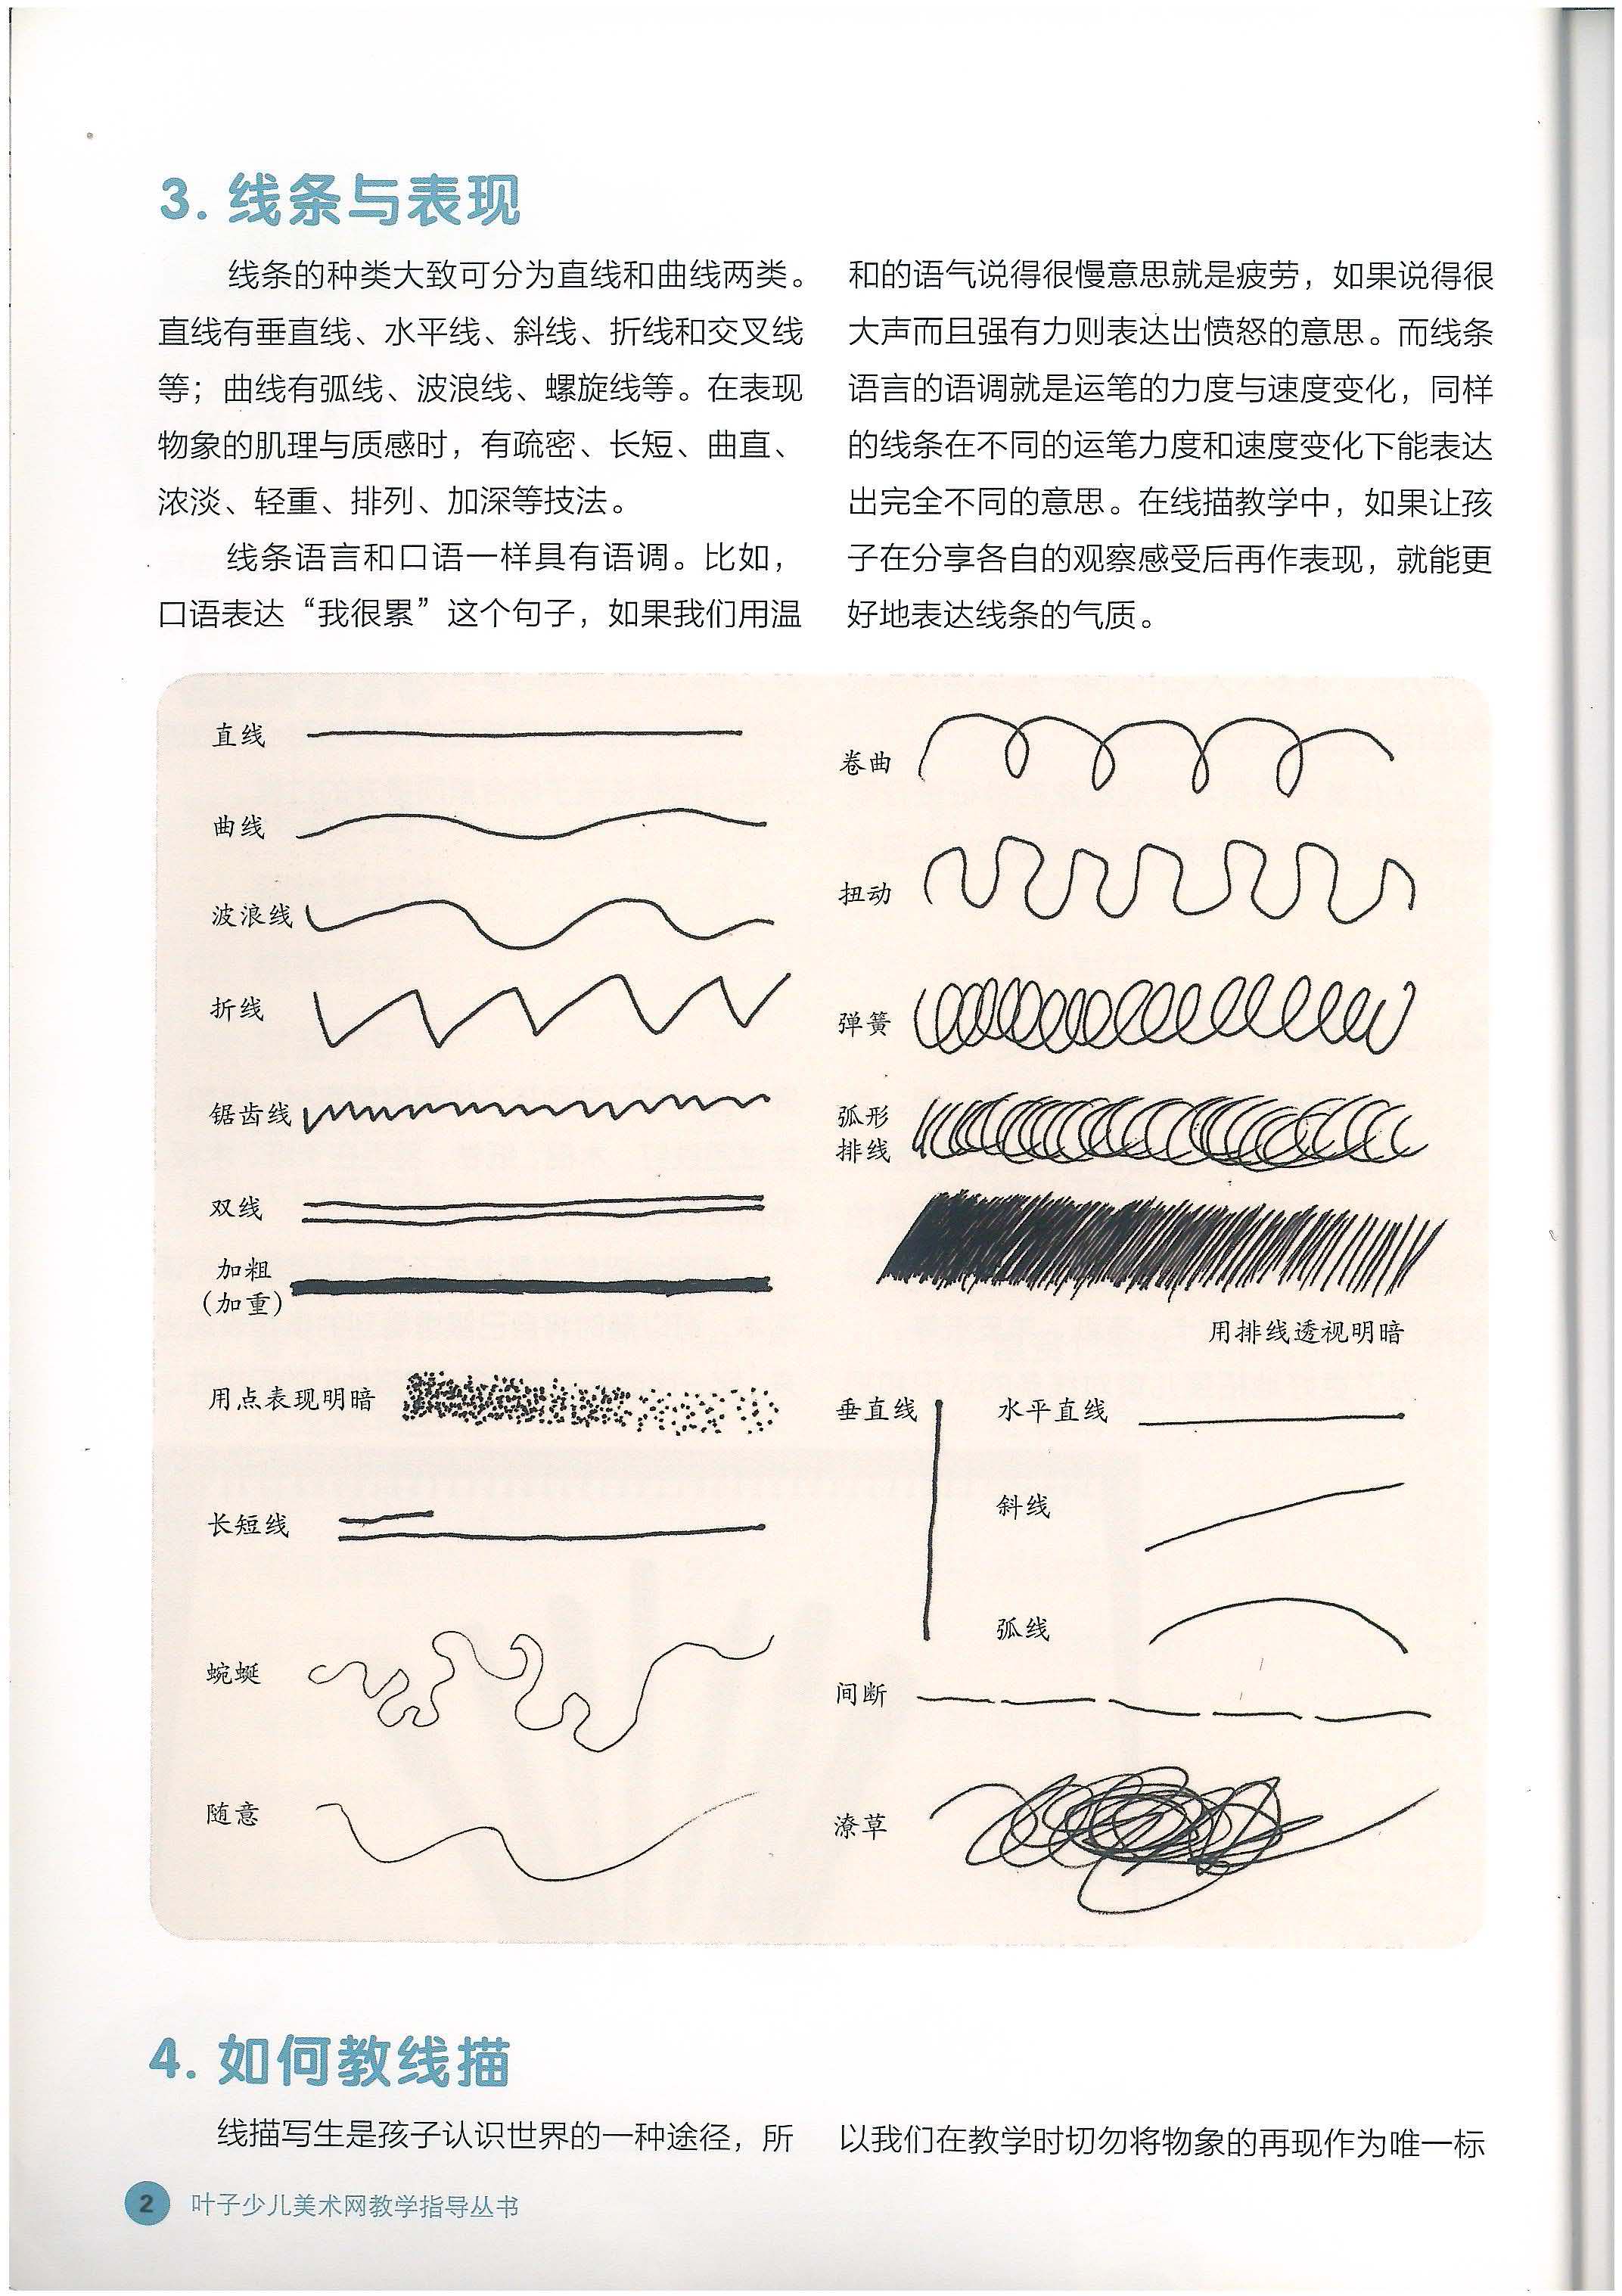 3. 线条与表现
线条的种类大致可分为直线和曲线两类。
直线有垂直线、水平线、斜线、折线和交叉线
等；曲线有弧线、波浪线、螺旋线等。在表现
物象的肌理与质感时，有疏密、长短、曲直、
浓淡、轻重、排列、加深等技法。
线条语言和口语一样具有语调。比如，
口语表达“我很累”这个句子，如果我们用温
和的语气说得很慢意思就是疲劳，如果说得很
大声而且强有力则表达出愤怒的意思。而线条
语言的语调就是运笔的力度与速度变化，同样
的线条在不同的运笔力度和速度变化下能表达
出完全不同的意思。在线描教学中，如果让孩
子在分享各自的观察感受后再作表现，就能更
好地表达线条的气质。
直线
曲线
波浪线
折线
锯齿线
双线
加粗
（加重）
用点表现明暗
长短线
蜿蜒
随意
卷曲
扭动
弹簧
弧形
排线
用排线透视明暗
垂直线
水平直线
斜线
弧线
间断
潦草
4. 如何教线描
线描写生是孩子认识世界的一种途径，所
以我们在教学时切勿将物象的再现作为唯一标
2 叶子少儿美术网教学指导丛书